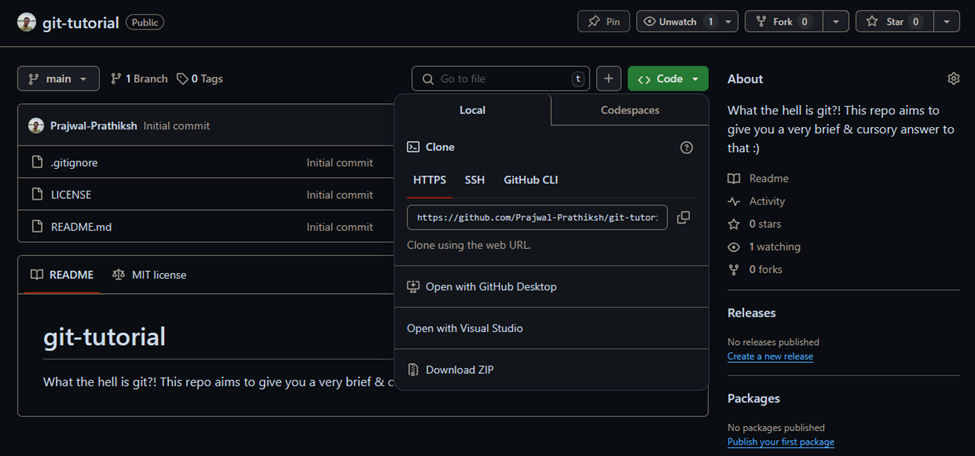 git-tutorial Public
Pin
Unwatch 1
Fork 0
Star 0
main
1 Branch
0 Tags
Go to file t
Code
Prajwal-Prathiksh Initial commit
.gitignore Initial commit
LICENSE Initial commit
README.md Initial commit
Local Codespaces
Clone
HTTPS SSH GitHub CLI
https://github.com/Prajwal-Prathiksh/git-tutor
Clone using the web URL.
Open with GitHub Desktop
Open with Visual Studio
Download ZIP
README MIT license
git-tutorial
What the hell is git?! This repo aims to give you a very brief & c
About
What the hell is git?! This repo aims to
give you a very brief & cursory answer to
that :)
Readme
Activity
0 stars
1 watching
0 forks
Releases
No releases published
Create a new release
Packages
No packages published
Publish your first package